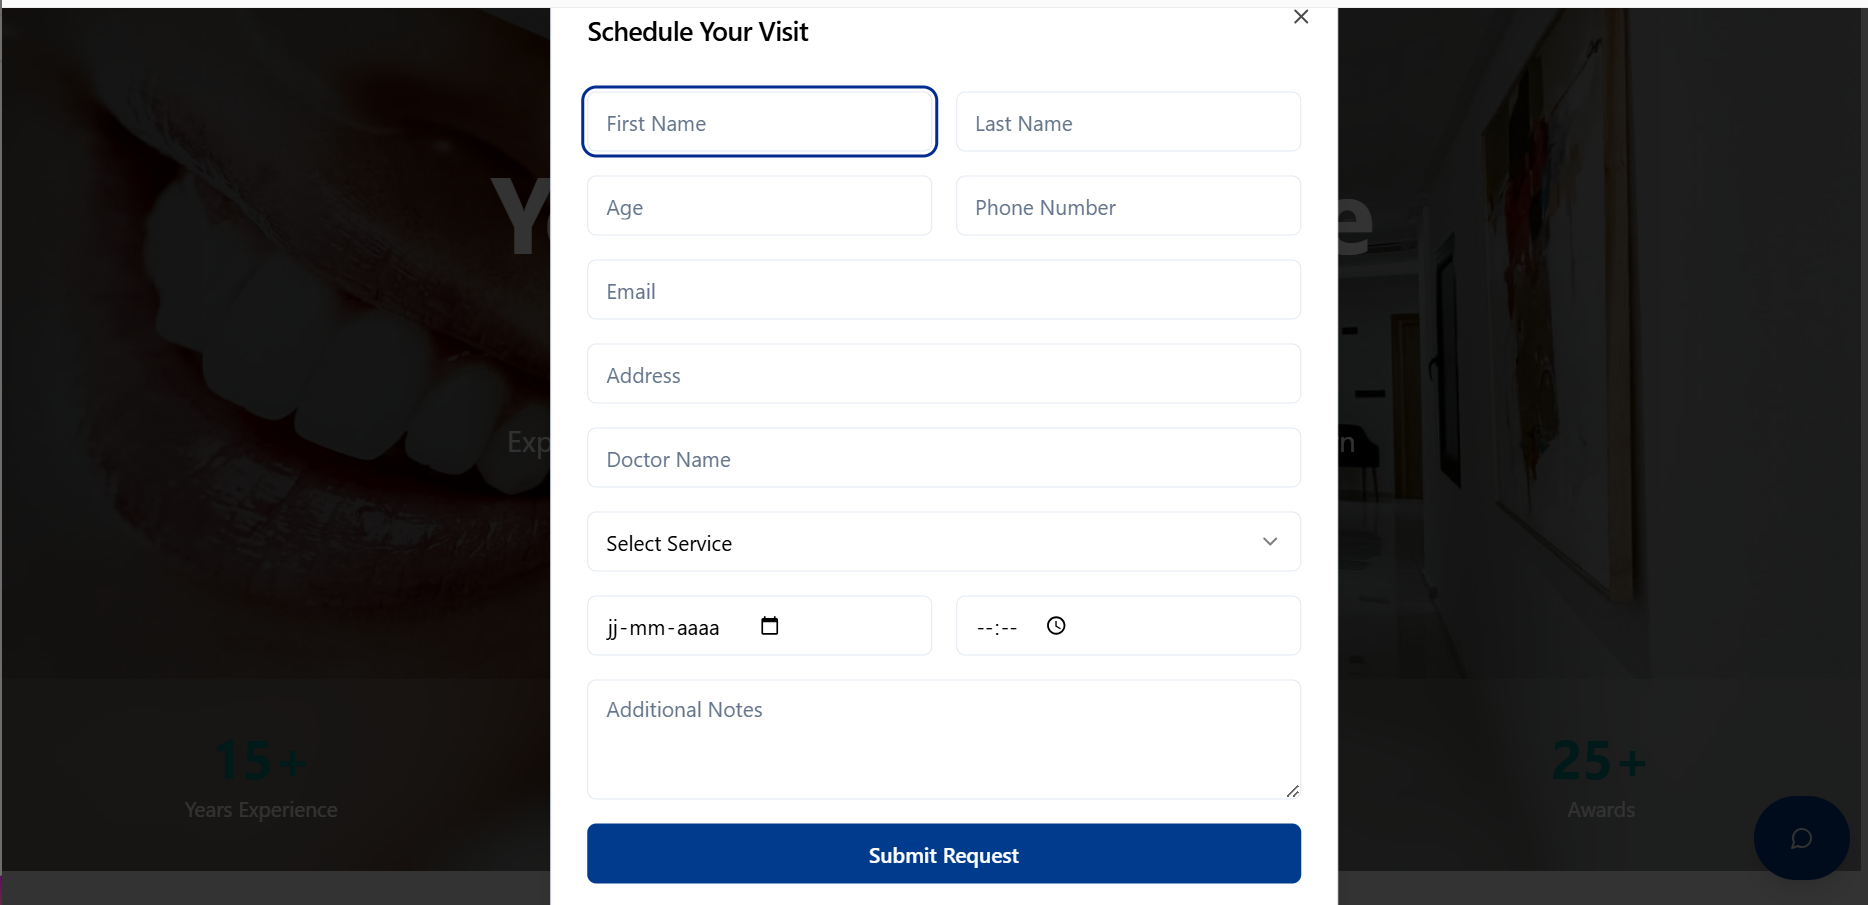 Schedule Your Visit
First Name
Last Name
Age
Phone Number
Email
Address
Exp
n
Doctor Name
Select Service
jj-mm-aaaa
--:--
Additional Notes
15+
Years Experience
25+
Awards
Submit Request